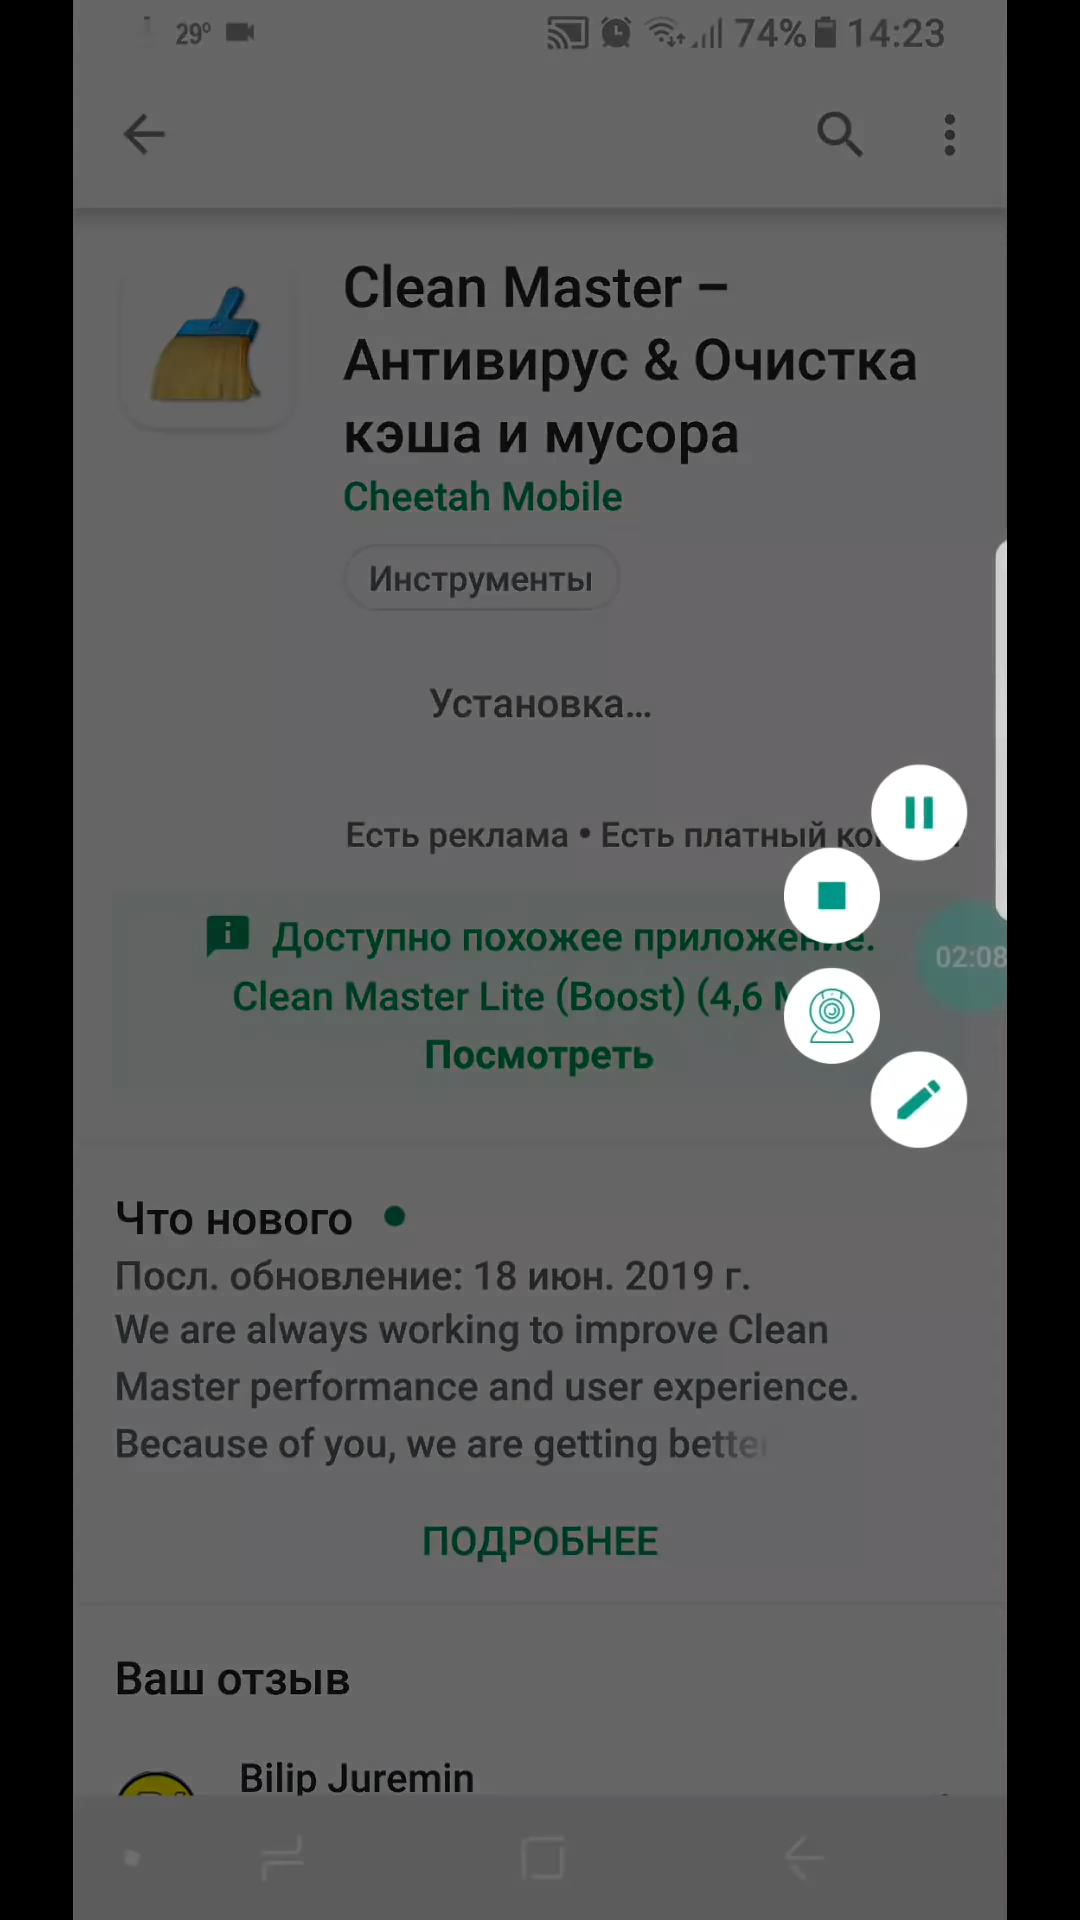 29° 74% 14:23
Clean Master –
Антивирус & Очистка
кэша и мусора
Cheetah Mobile
Инструменты
Установка...
Есть реклама • Есть платный
Доступно похожее приложение.
Clean Master Lite (Boost) (4,6
02:08
Посмотреть
Что нового
Посл. обновление: 18 июн. 2019 г.
We are always working to improve Clean
Master performance and user experience.
Because of you, we are getting better
ПОДРОБНЕЕ
Ваш отзыв
Bilip Juremin